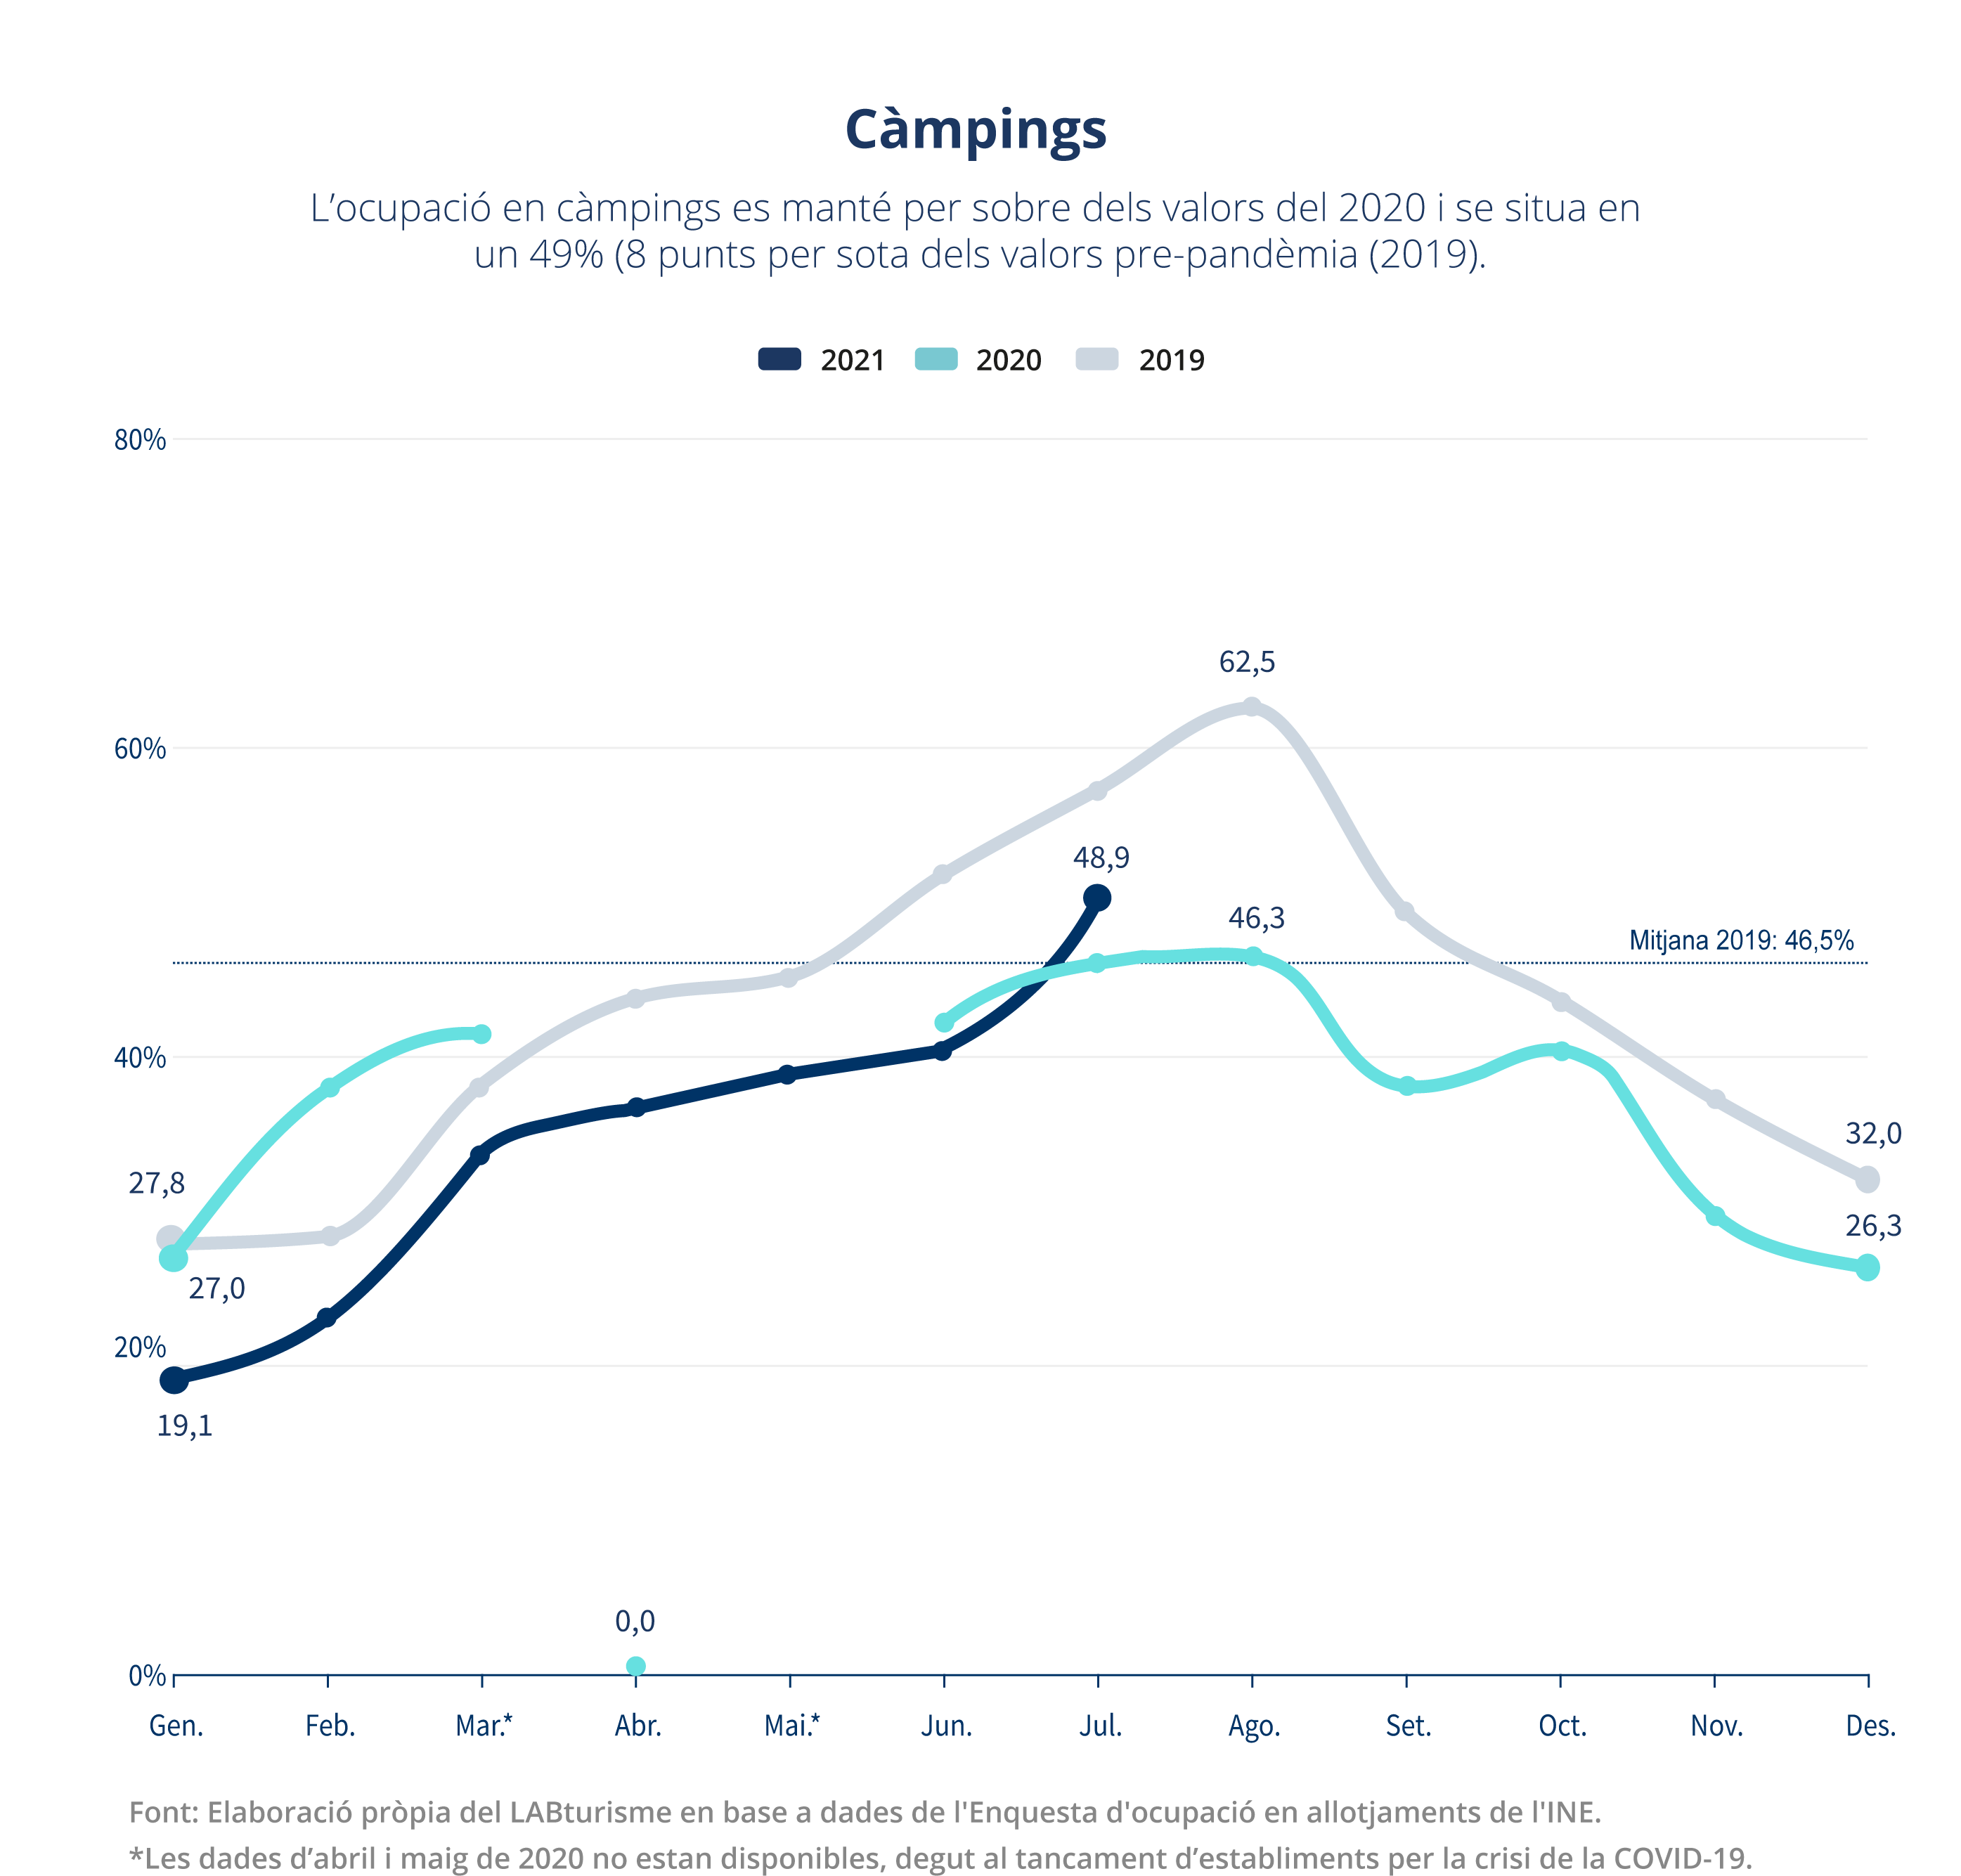 Càmpings
L’ocupació en càmpings es manté per sobre dels valors del 2020 i se situa en
un 49% (8 punts per sota dels valors pre-pandèmia (2019).
2021 2020 2019
80%
62,5
60%
48,9
46,3
Mitjana 2019: 46,5%
40%
32,0
27,8
26,3
27,0
20%
19,1
0,0
0%
Gen. Feb. Mar.* Abr. Mai.* Jun. Jul. Ago. Set. Oct. Nov. Des.
Font: Elaboració pròpia del LABturisme en base a dades de l'Enquesta d'ocupació en allotjaments de l'INE.
*Les dades d’abril i maig de 2020 no estan disponibles, degut al tancament d’establiments per la crisi de la COVID-19.